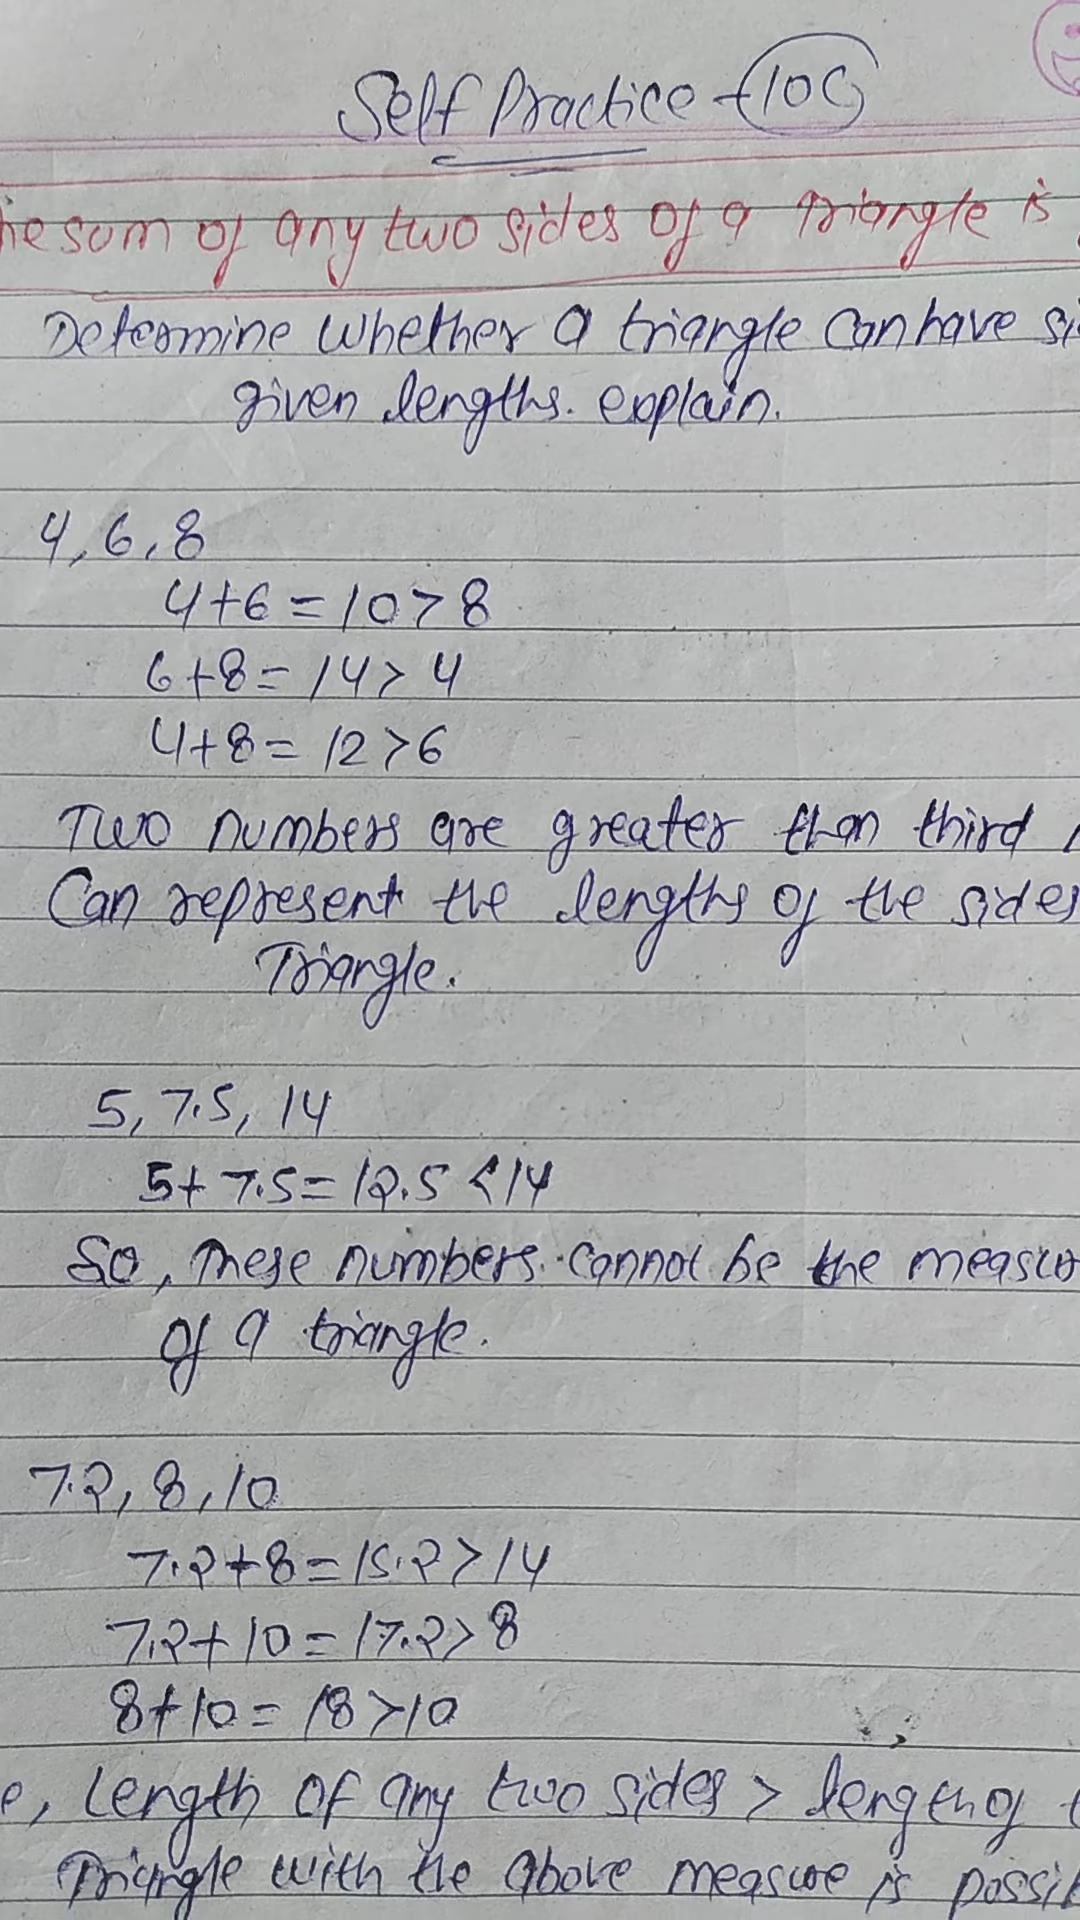 Self Practice - 10C
he sum of any two sides of a triangle is
Determine whether a triangle can have si
given lengths. explain.
4, 6, 8
4+6 = 10 > 8
6+8 = 14 > 4
4+8 = 12 > 6
Two numbers are greater than third
Can represent the lengths of the sides
Triangle.
5, 7.5, 14
5+7.5 = 12.5 < 14
So, These numbers cannot be the measur
of a triangle.
7.2, 8, 10
7.2+8 = 15.2 > 14
7.2+10 = 17.2 > 8
8+10 = 18 > 10
e, Length of any two sides > length of t
Triangle with the above measure is possib